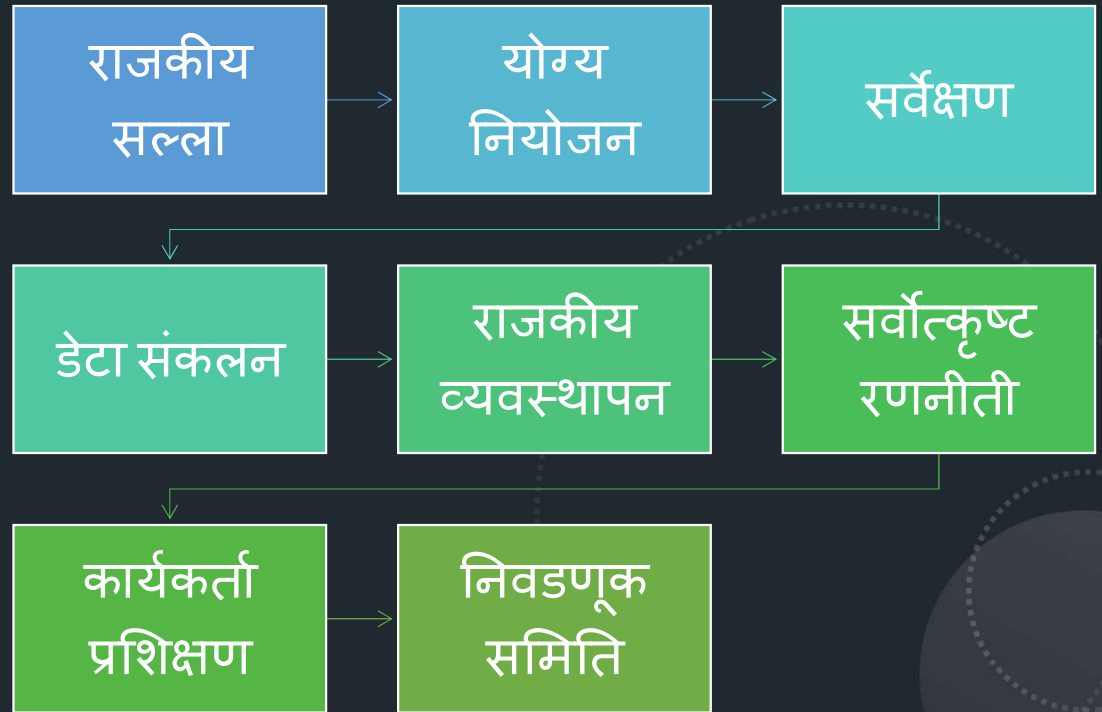 राजकीय
सल्ला
योग्य
नियोजन
सर्वेक्षण
डेटा संकलन
राजकीय
व्यवस्थापन
सर्वोत्कृष्ट
रणनीती
कार्यकर्ता
प्रशिक्षण
निवडणूक
समिति